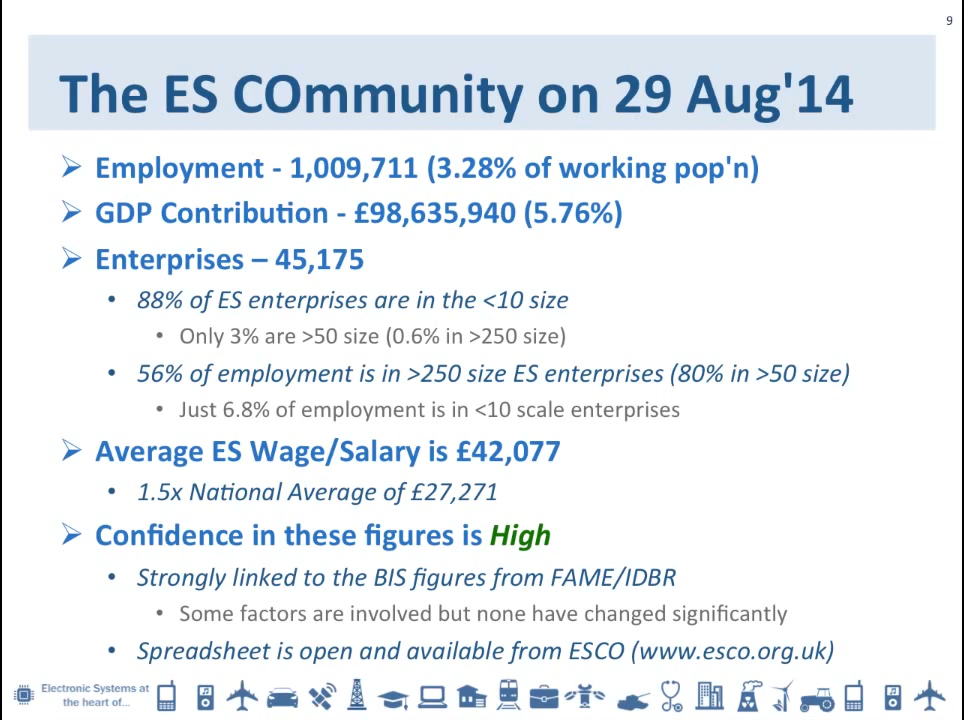 9
The ES COmmunity on 29 Aug'14
➢ Employment - 1,009,711 (3.28% of working pop'n)
➢ GDP Contribution - £98,635,940 (5.76%)
➢ Enterprises – 45,175
• 88% of ES enterprises are in the <10 size
• Only 3% are >50 size (0.6% in >250 size)
• 56% of employment is in >250 size ES enterprises (80% in >50 size)
• Just 6.8% of employment is in <10 scale enterprises
➢ Average ES Wage/Salary is £42,077
• 1.5x National Average of £27,271
➢ Confidence in these figures is High
• Strongly linked to the BIS figures from FAME/IDBR
• Some factors are involved but none have changed significantly
• Spreadsheet is open and available from ESCO (www.esco.org.uk)
Electronic Systems at
the heart of...